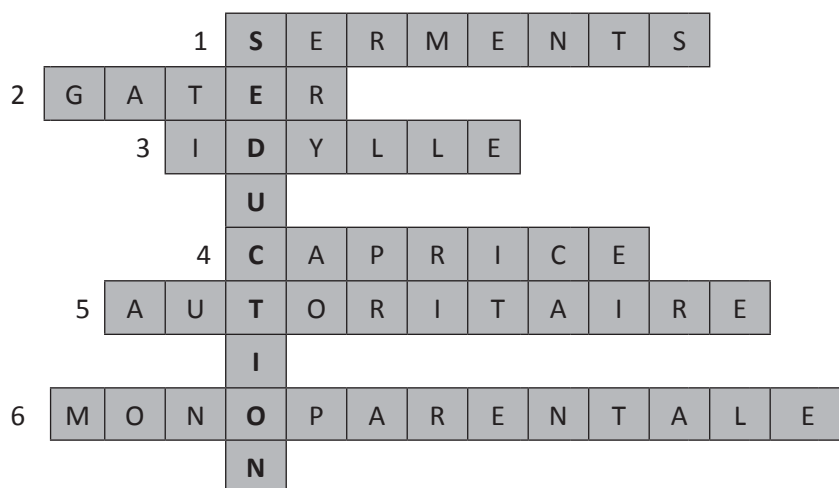 1 S E R M E N T S
2 G A T E R
3 I D Y L L E
U
4 C A P R I C E
5 A U T O R I T A I R E
I
6 M O N O P A R E N T A L E
N